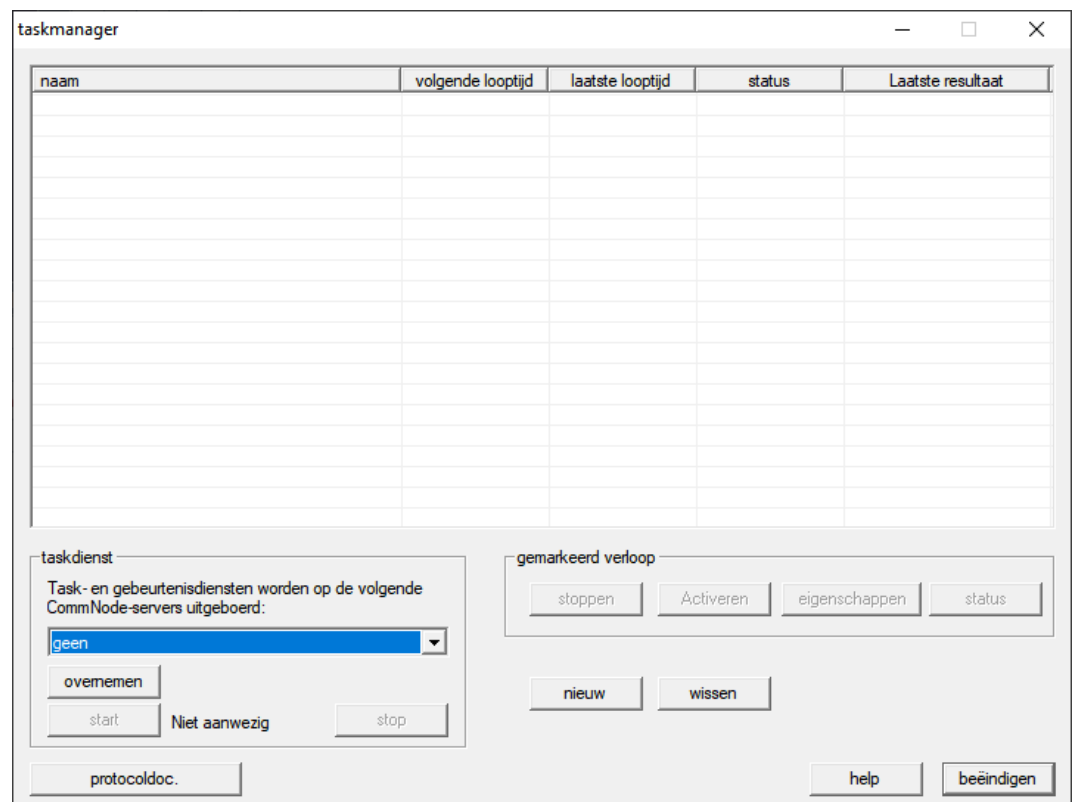 taskmanager
naam volgende looptijd laatste looptijd status Laatste resultaat
taskdienst
Task- en gebeurtenisdiensten worden op de volgende
CommNode-servers uitgeboerd:
geen
overnemen
start Niet aanwezig stop
gemarkeerd verloop
stoppen Activeren eigenschappen status
nieuw wissen
protocoldoc. help beëindigen